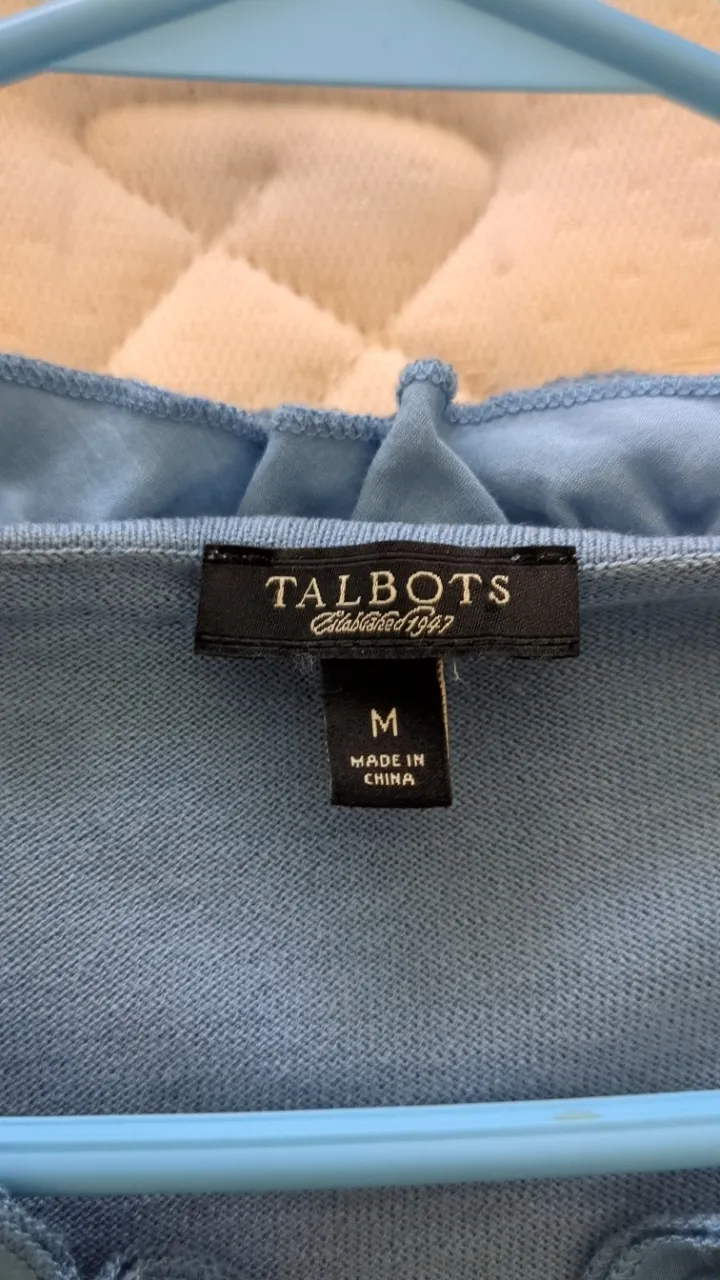 TALBOTS
Established 1947
M
MADE IN
CHINA